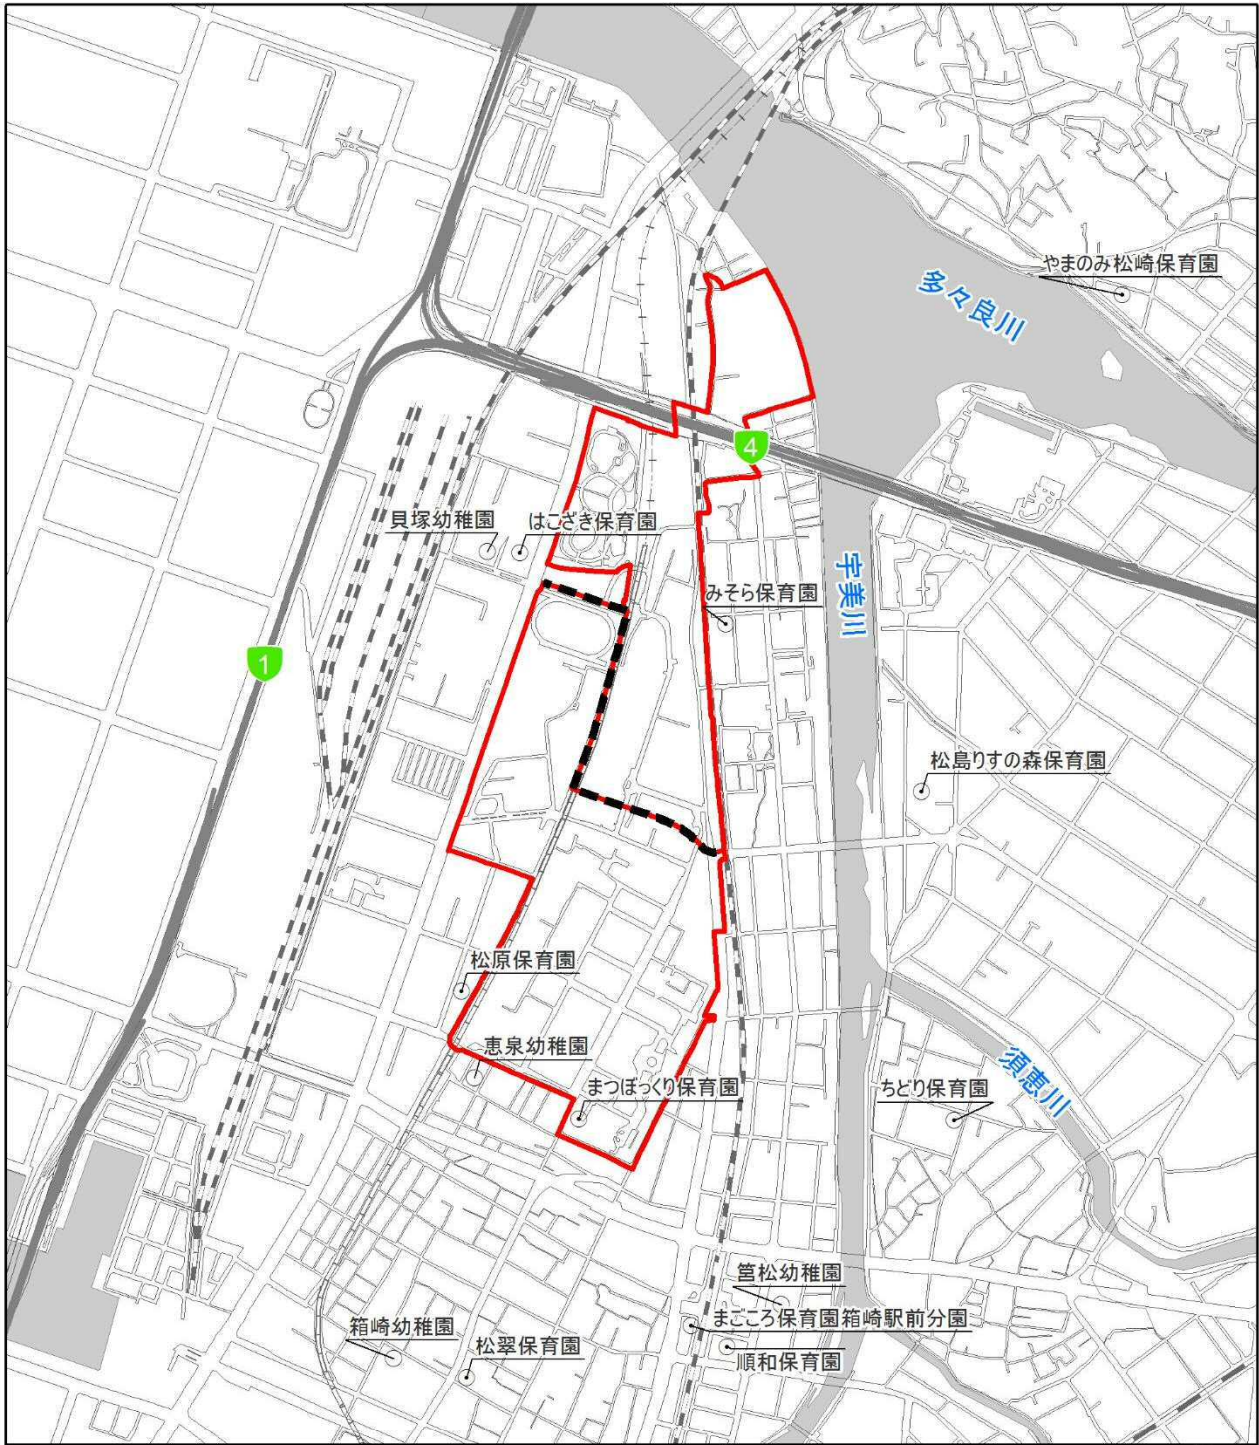 やまのみ松崎保育園
多々良川
4
貝塚幼稚園
はこざき保育園
宇美川
みそら保育園
1
松島りすの森保育園
松原保育園
恵泉幼稚園
まつぼっくり保育園
ちどり保育園
須恵川
筥松幼稚園
まごころ保育園箱崎駅前分園
箱崎幼稚園
松翠保育園
順和保育園